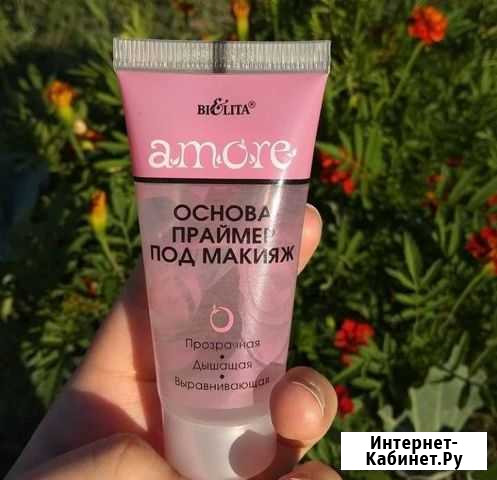 BIELITA®
amore
ОСНОВА
ПРАЙМЕР
ПОД МАКИЯЖ
Прозрачная
• Дышащая
• Выравнивающая
Интернет-
Кабинет.Ру